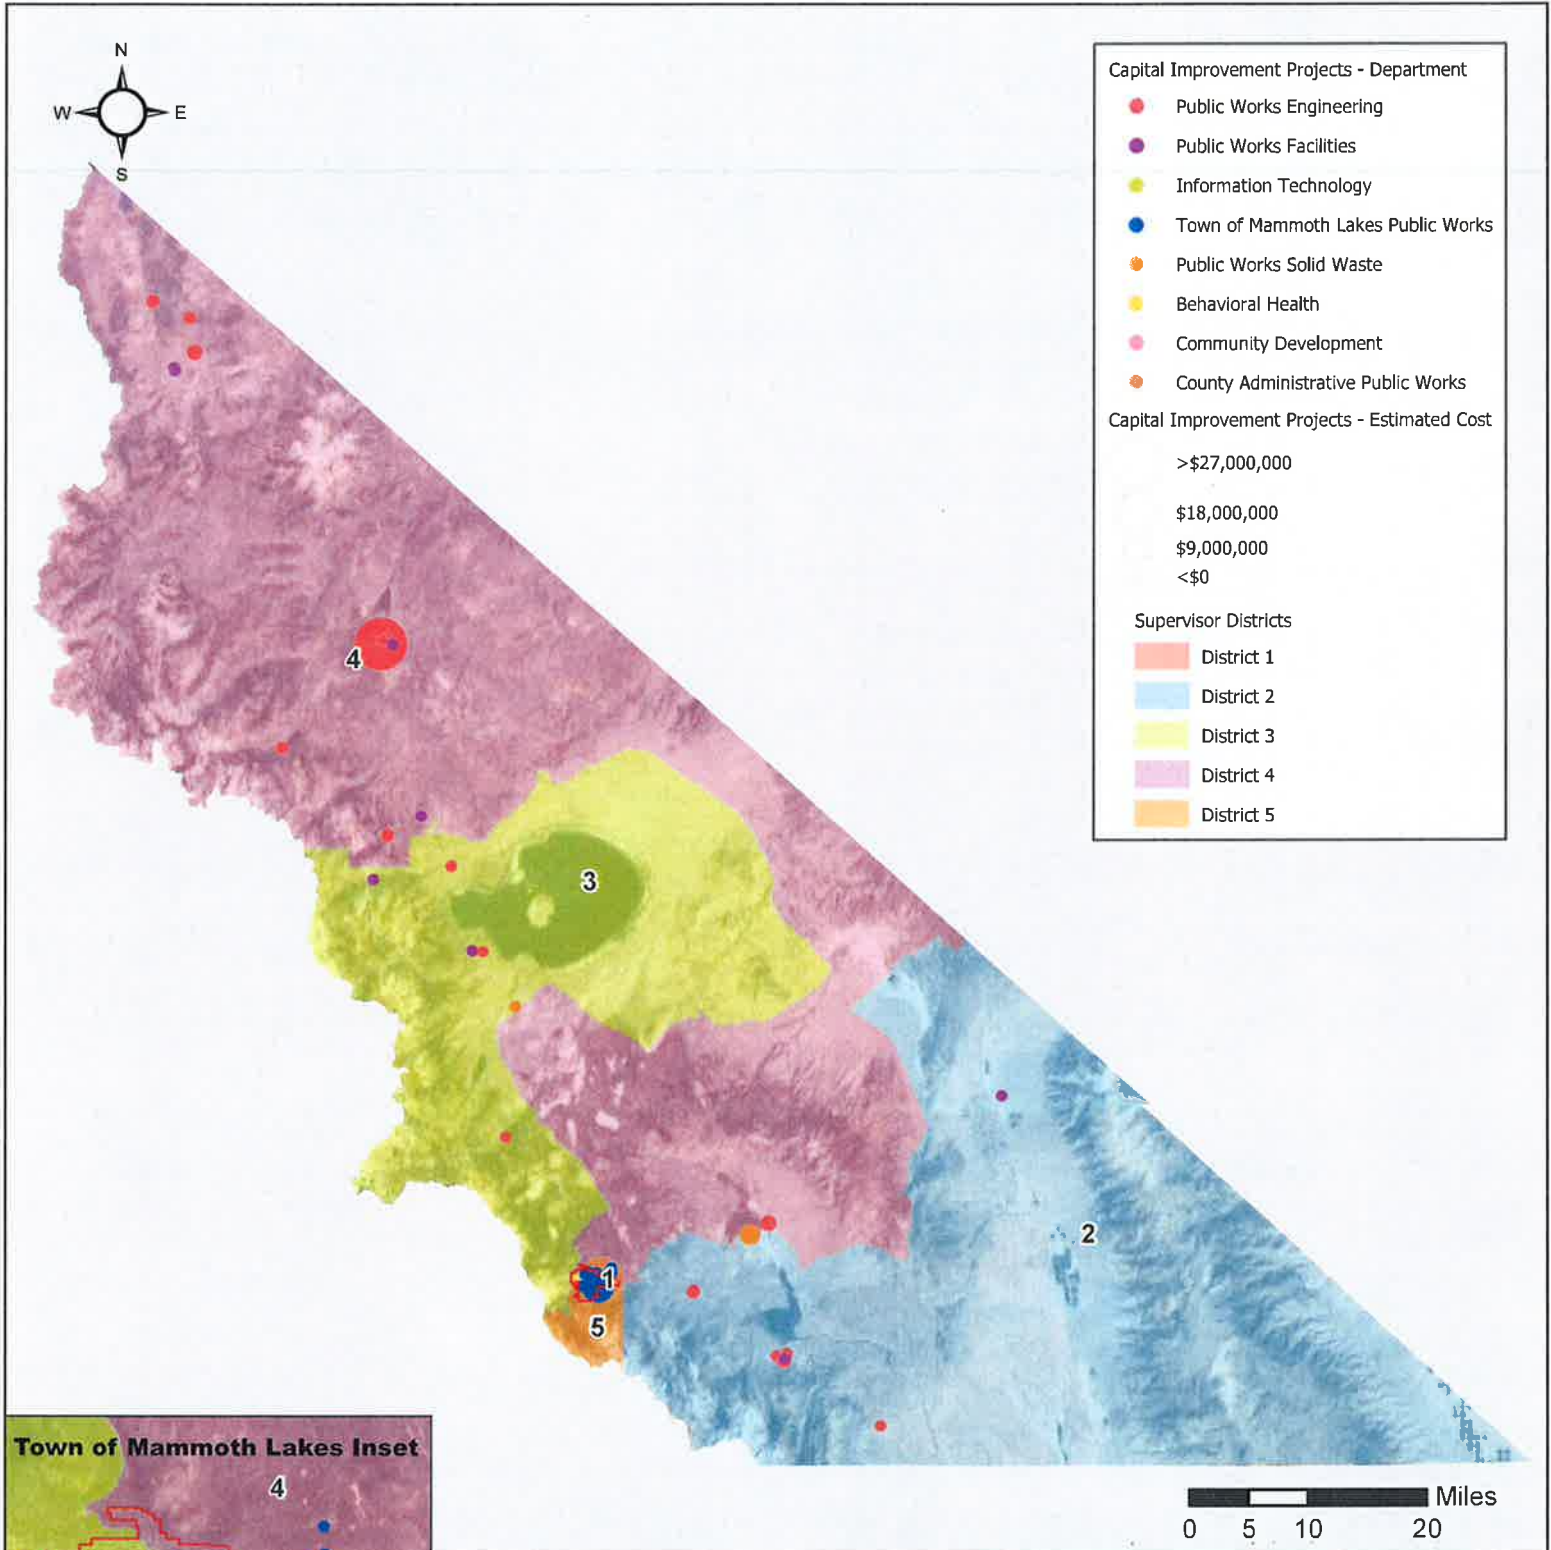 N
W E
S
Capital Improvement Projects - Department
Public Works Engineering
Public Works Facilities
Information Technology
Town of Mammoth Lakes Public Works
Public Works Solid Waste
Behavioral Health
Community Development
County Administrative Public Works
Capital Improvement Projects - Estimated Cost
>$27,000,000
$18,000,000
$9,000,000
<$0
Supervisor Districts
District 1
District 2
District 3
District 4
District 5
4
3
2
1
5
Town of Mammoth Lakes Inset
4
Miles
0 5 10 20